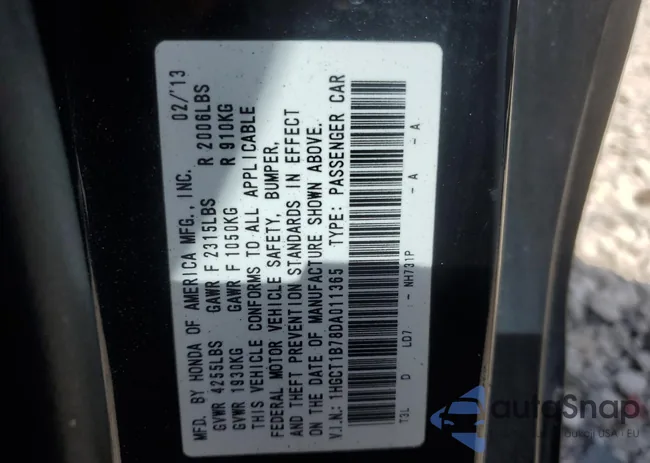 MFD BY HONDA OF AMERICA MFG., INC. 02/'13
GVWR 4255LBS GAWR F 2315LBS R 2006LBS
GVWR 1930KG GAWR F 1050KG R 910KG
THIS VEHICLE CONFORMS TO ALL APPLICABLE
FEDERAL MOTOR VEHICLE SAFETY, BUMPER,
AND THEFT PREVENTION STANDARDS IN EFFECT
ON THE DATE OF MANUFACTURE SHOWN ABOVE.
V.I.N.: 1HGCT1B78DA011365 TYPE: PASSENGER CAR
T3L D LD7 - NH731P - A - A
autoSnap
USA - EU